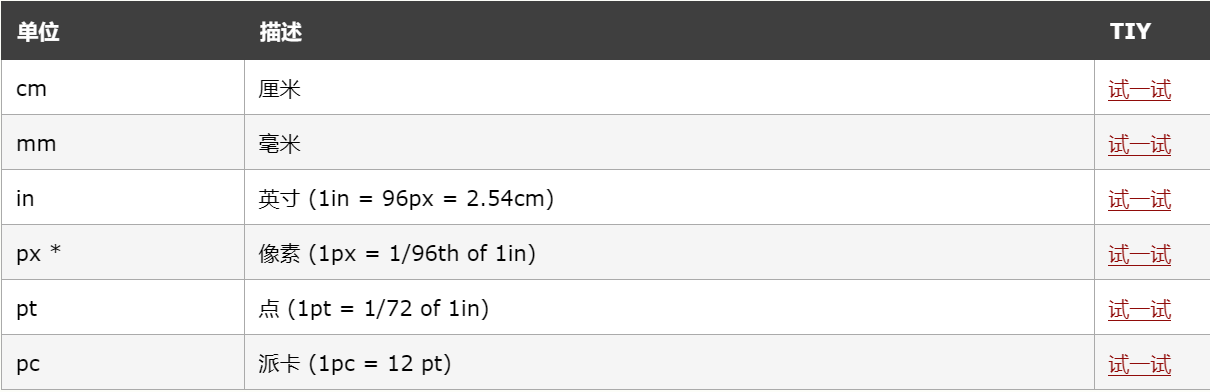 单位 描述 TIY
cm 厘米 试一试
mm 毫米 试一试
in 英寸 (1in = 96px = 2.54cm) 试一试
px * 像素 (1px = 1/96th of 1in) 试一试
pt 点 (1pt = 1/72 of 1in) 试一试
pc 派卡 (1pc = 12 pt) 试一试